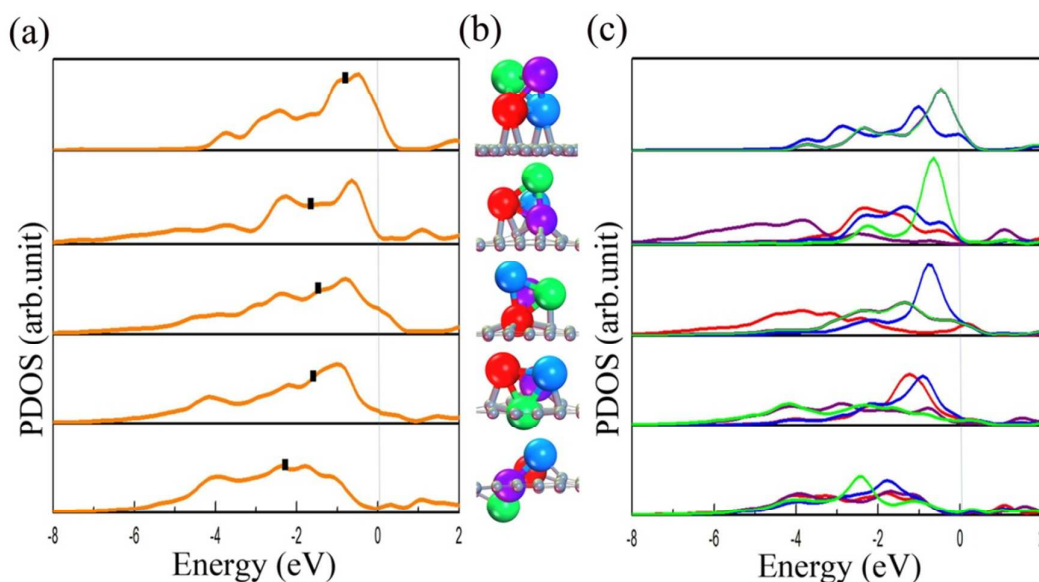 (a) (b) (c)
PDOS (arb.unit) PDOS (arb.unit)
-8 -6 -4 -2 0 2 -8 -6 -4 -2 0
Energy (eV) Energy (eV)